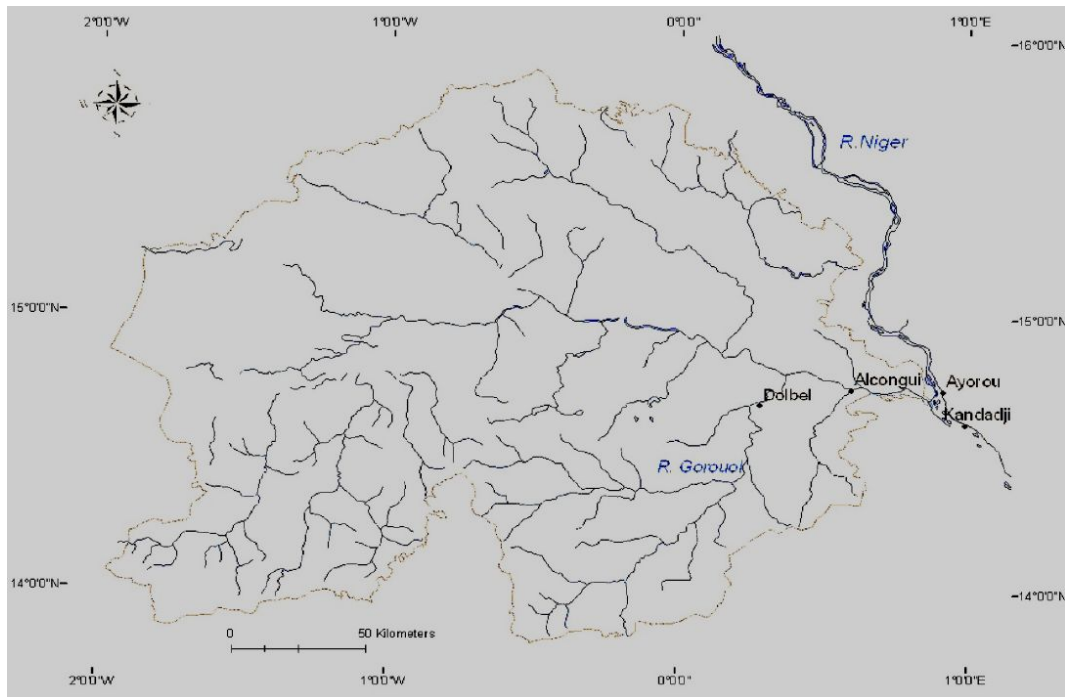 2°0'0"W 1°0'0"W 0°0'0" 1°0'0"E
16°0'0"N
R.Niger
15°0'0"N 15°0'0"N
Alcongui Ayorou
Dolbel
Kandadji
R. Gorouol
14°0'0"N 14°0'0"N
0 50 Kilometers
2°0'0"W 1°0'0"W 0°0'0" 1°0'0"E